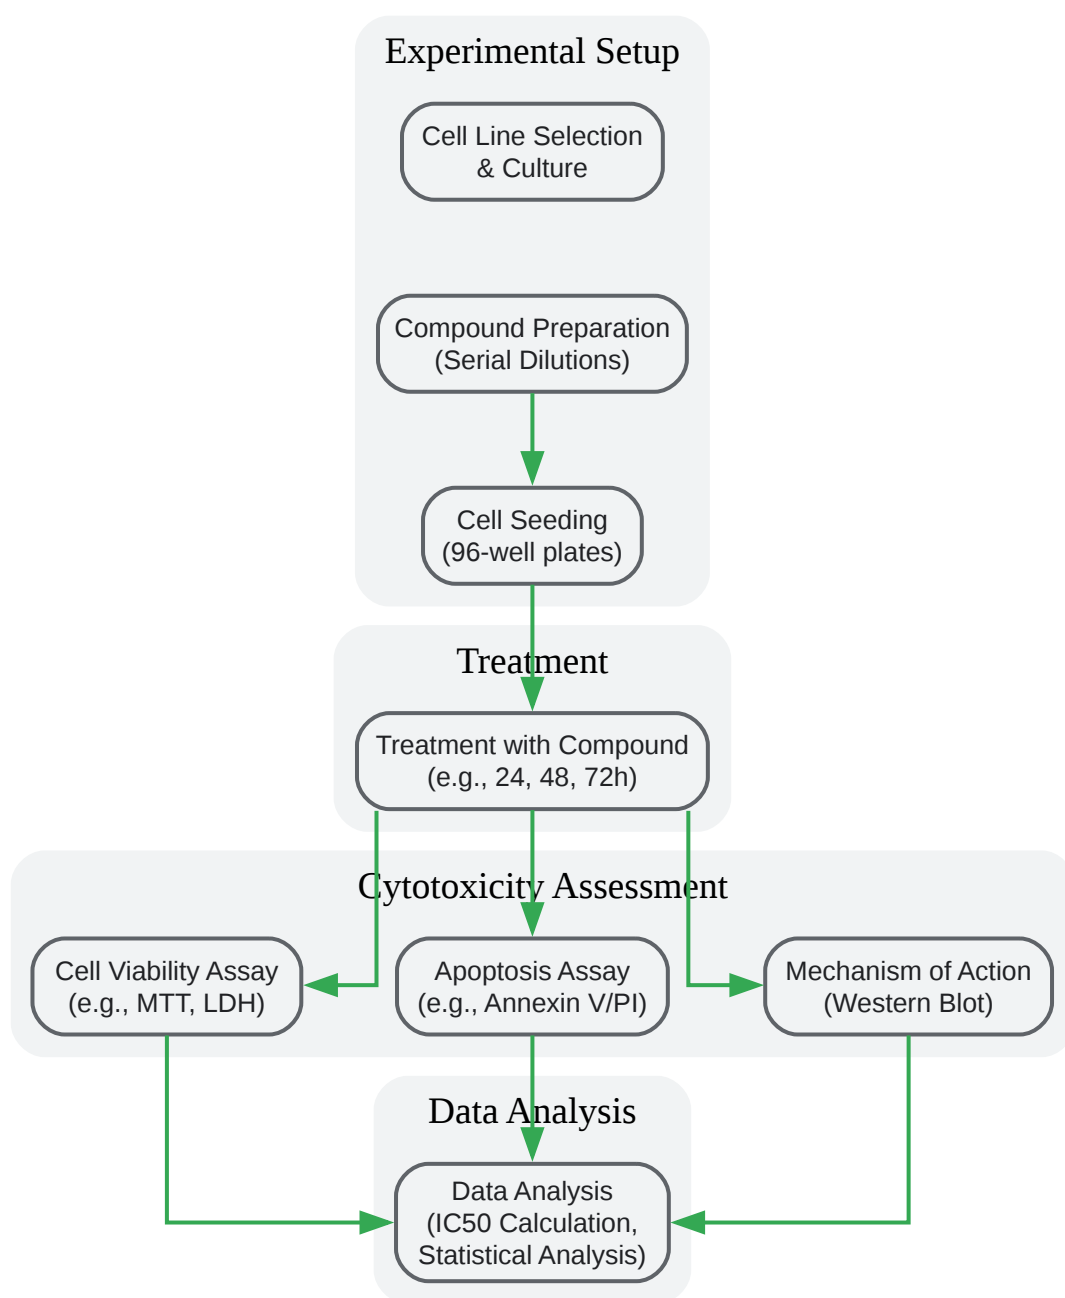 Experimental Setup
Cell Line Selection
& Culture
Compound Preparation
(Serial Dilutions)
Cell Seeding
(96-well plates)
Treatment
Treatment with Compound
(e.g., 24, 48, 72h)
Cytotoxicity Assessment
Cell Viability Assay
(e.g., MTT, LDH)
Apoptosis Assay
(e.g., Annexin V/PI)
Mechanism of Action
(Western Blot)
Data Analysis
Data Analysis
(IC50 Calculation,
Statistical Analysis)